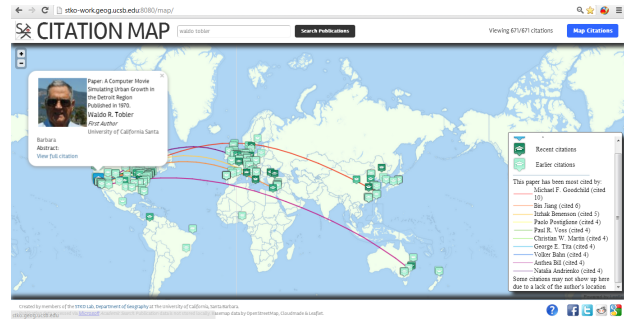 stko-work.geog.ucsb.edu:8080/map/
CITATION MAP
waldo tobler
Search Publications
Viewing 671/671 citations
Map Citations
+
-
Paper: A Computer Movie
Simulating Urban Growth in
the Detroit Region
Published in 1970.
Waldo R. Tobler
First Author
University of California Santa
Barbara
Abstract:
View full citation
Recent citations
Earlier citations
This paper has been most cited by:
Michael F. Goodchild (cited
10)
Bin Jiang (cited 6)
Itzhak Benenson (cited 5)
Paolo Postiglione (cited 4)
Paul R. Voss (cited 4)
Christian W. Martin (cited 4)
George E. Tita (cited 4)
Volker Bahn (cited 4)
Anthea Bill (cited 4)
Natalia Andrienko (cited 4)
Some citations may not show up here
due to a lack of the author's location
Created by members of the STKO Lab, Department of Geography at The University of California, Santa Barbara.
basemap data by OpenStreetMap, Cloudmade & Leaflet
stko.geog.ucsb.edu